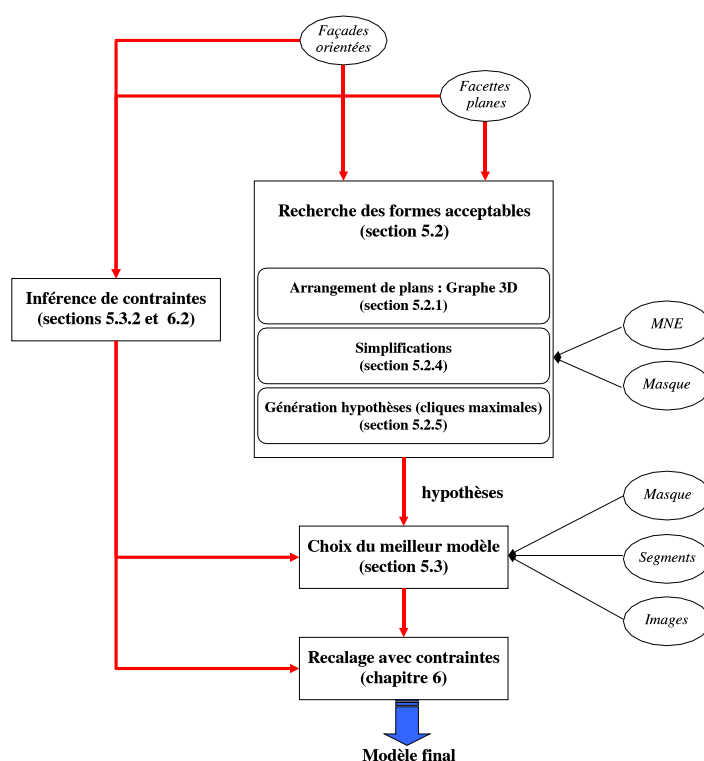 Façades
orientées
Facettes
planes
Recherche des formes acceptables
(section 5.2)
Arrangement de plans : Graphe 3D
(section 5.2.1)
Inférence de contraintes
(sections 5.3.2 et 6.2)
Simplifications
(section 5.2.4)
MNE
Masque
Génération hypothèses (cliques maximales)
(section 5.2.5)
hypothèses
Masque
Choix du meilleur modèle
(section 5.3)
Segments
Images
Recalage avec contraintes
(chapitre 6)
Modèle final